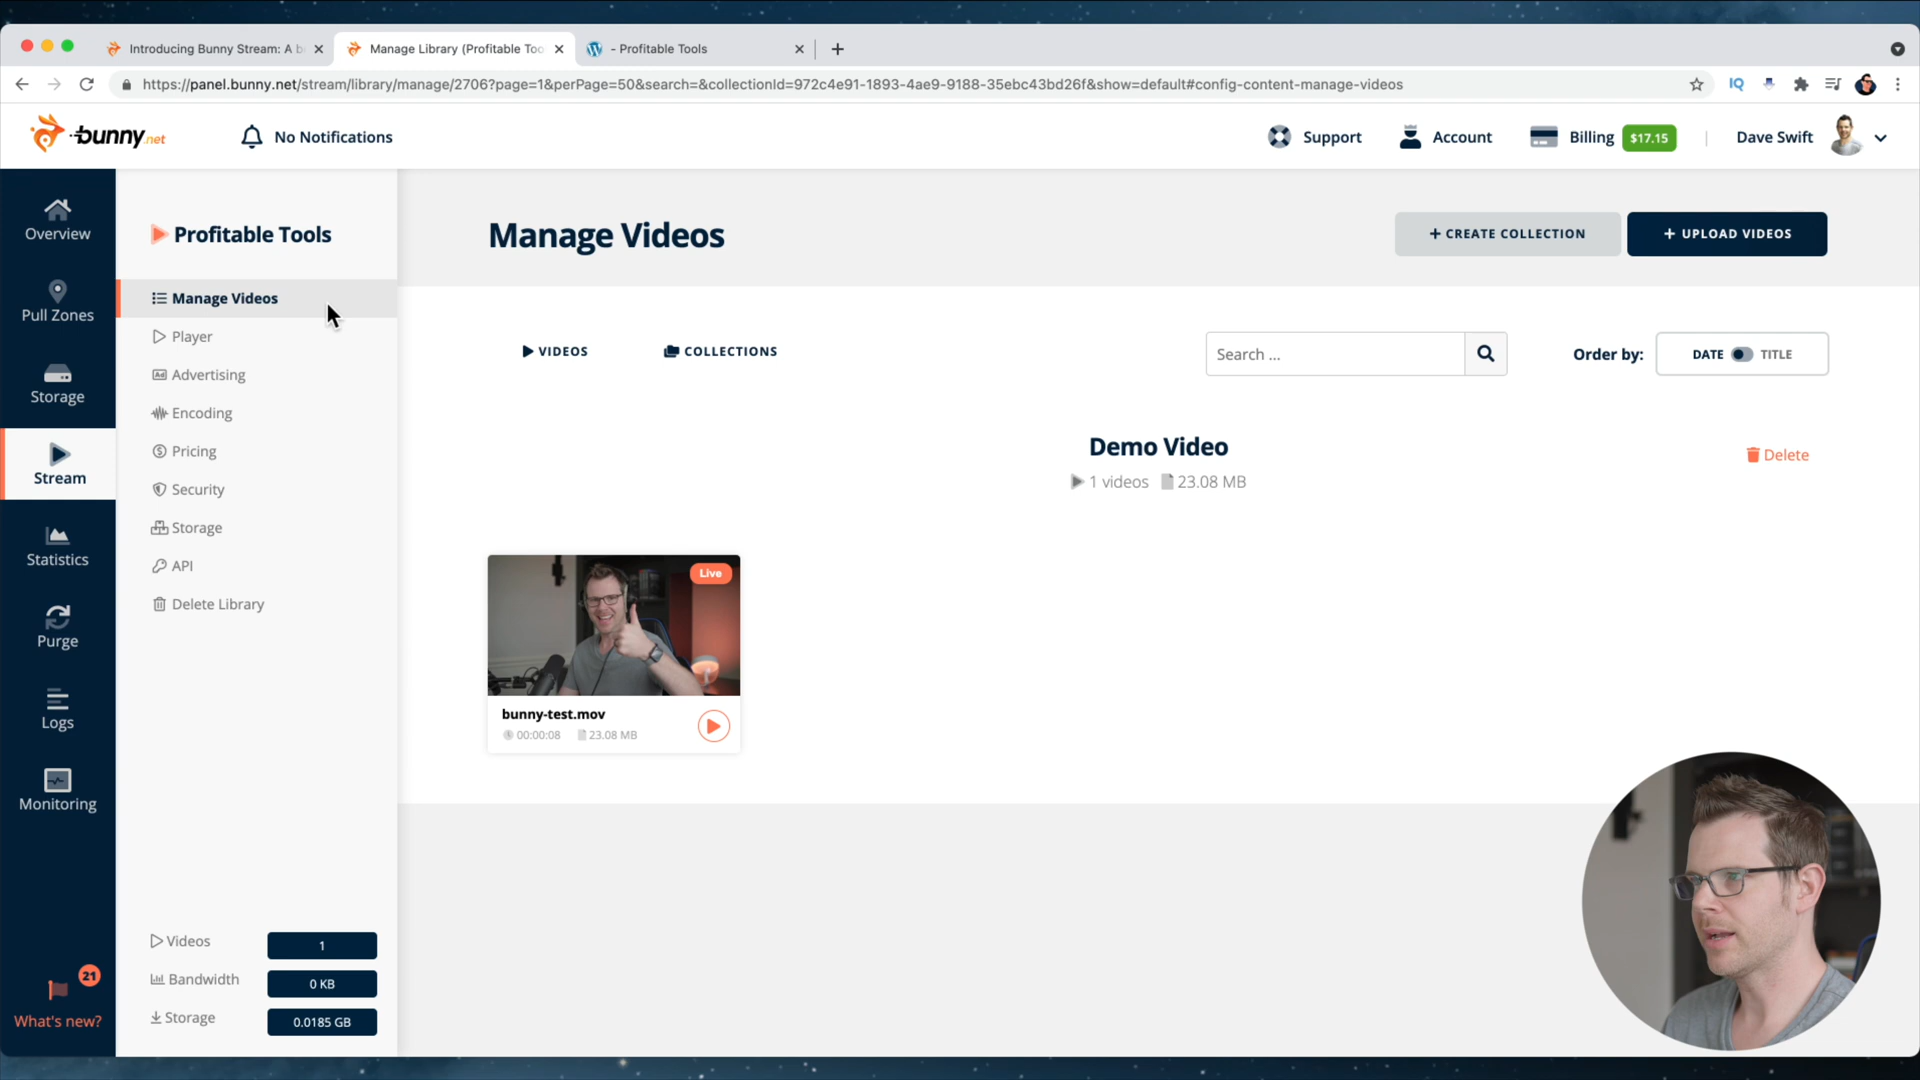 Introducing Bunny Stream: A b
Manage Library (Profitable Too
- Profitable Tools
https://panel.bunny.net/stream/library/manage/2706?page=1&perPage=50&search=&collectionId=972c4e91-1893-4ae9-9188-35ebc43bd26f&show=default#config-content-manage-videos
IQ
bunny.net
No Notifications
Support
Account
Billing
$17.15
Dave Swift
Overview
Pull Zones
Storage
Stream
Statistics
Purge
Logs
Monitoring
21
What's new?
Profitable Tools
Manage Videos
Player
Ad Advertising
Encoding
Pricing
Security
Storage
API
Delete Library
Videos 1
Bandwidth 0 KB
Storage 0.0185 GB
Manage Videos
+ CREATE COLLECTION
+ UPLOAD VIDEOS
VIDEOS
COLLECTIONS
Search ...
Order by:
DATE
TITLE
Demo Video
1 videos 23.08 MB
Delete
Live
bunny-test.mov
00:00:08 23.08 MB